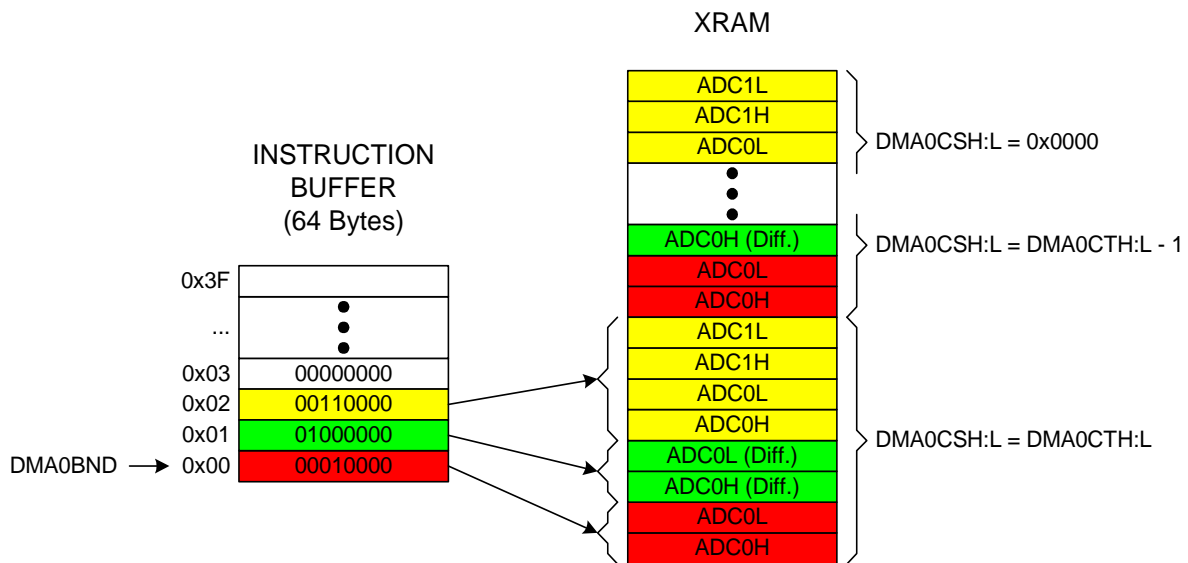 XRAM
ADC1L
ADC1H
ADC0L
DMA0CSH:L = 0x0000
INSTRUCTION
BUFFER
(64 Bytes)
ADC0H (Diff.)
DMA0CSH:L = DMA0CTH:L - 1
ADC0L
ADC0H
0x3F
...
0x03 00000000
0x02 00110000
0x01 01000000
DMA0BND 0x00 00010000
ADC1L
ADC1H
ADC0L
ADC0H
DMA0CSH:L = DMA0CTH:L
ADC0L (Diff.)
ADC0H (Diff.)
ADC0L
ADC0H